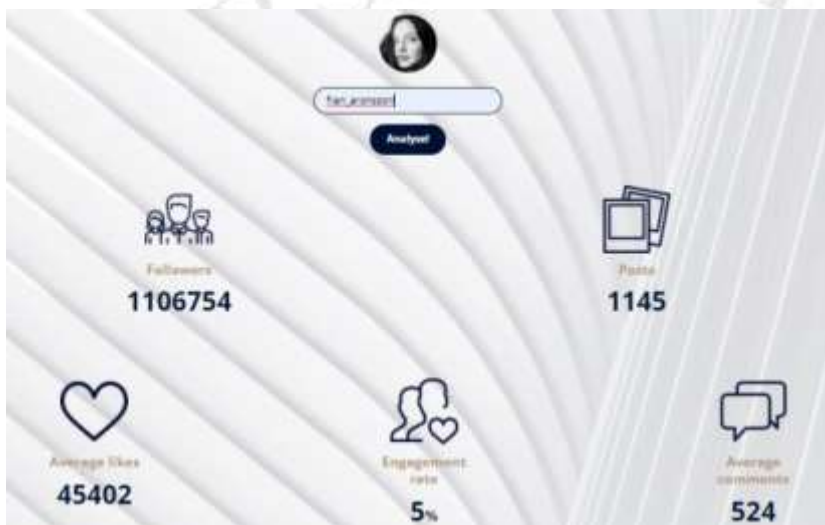 Analyse!
Followers
Posts
1106754
1145
Average likes
Engagement
rate
Average
comments
45402
5%
524